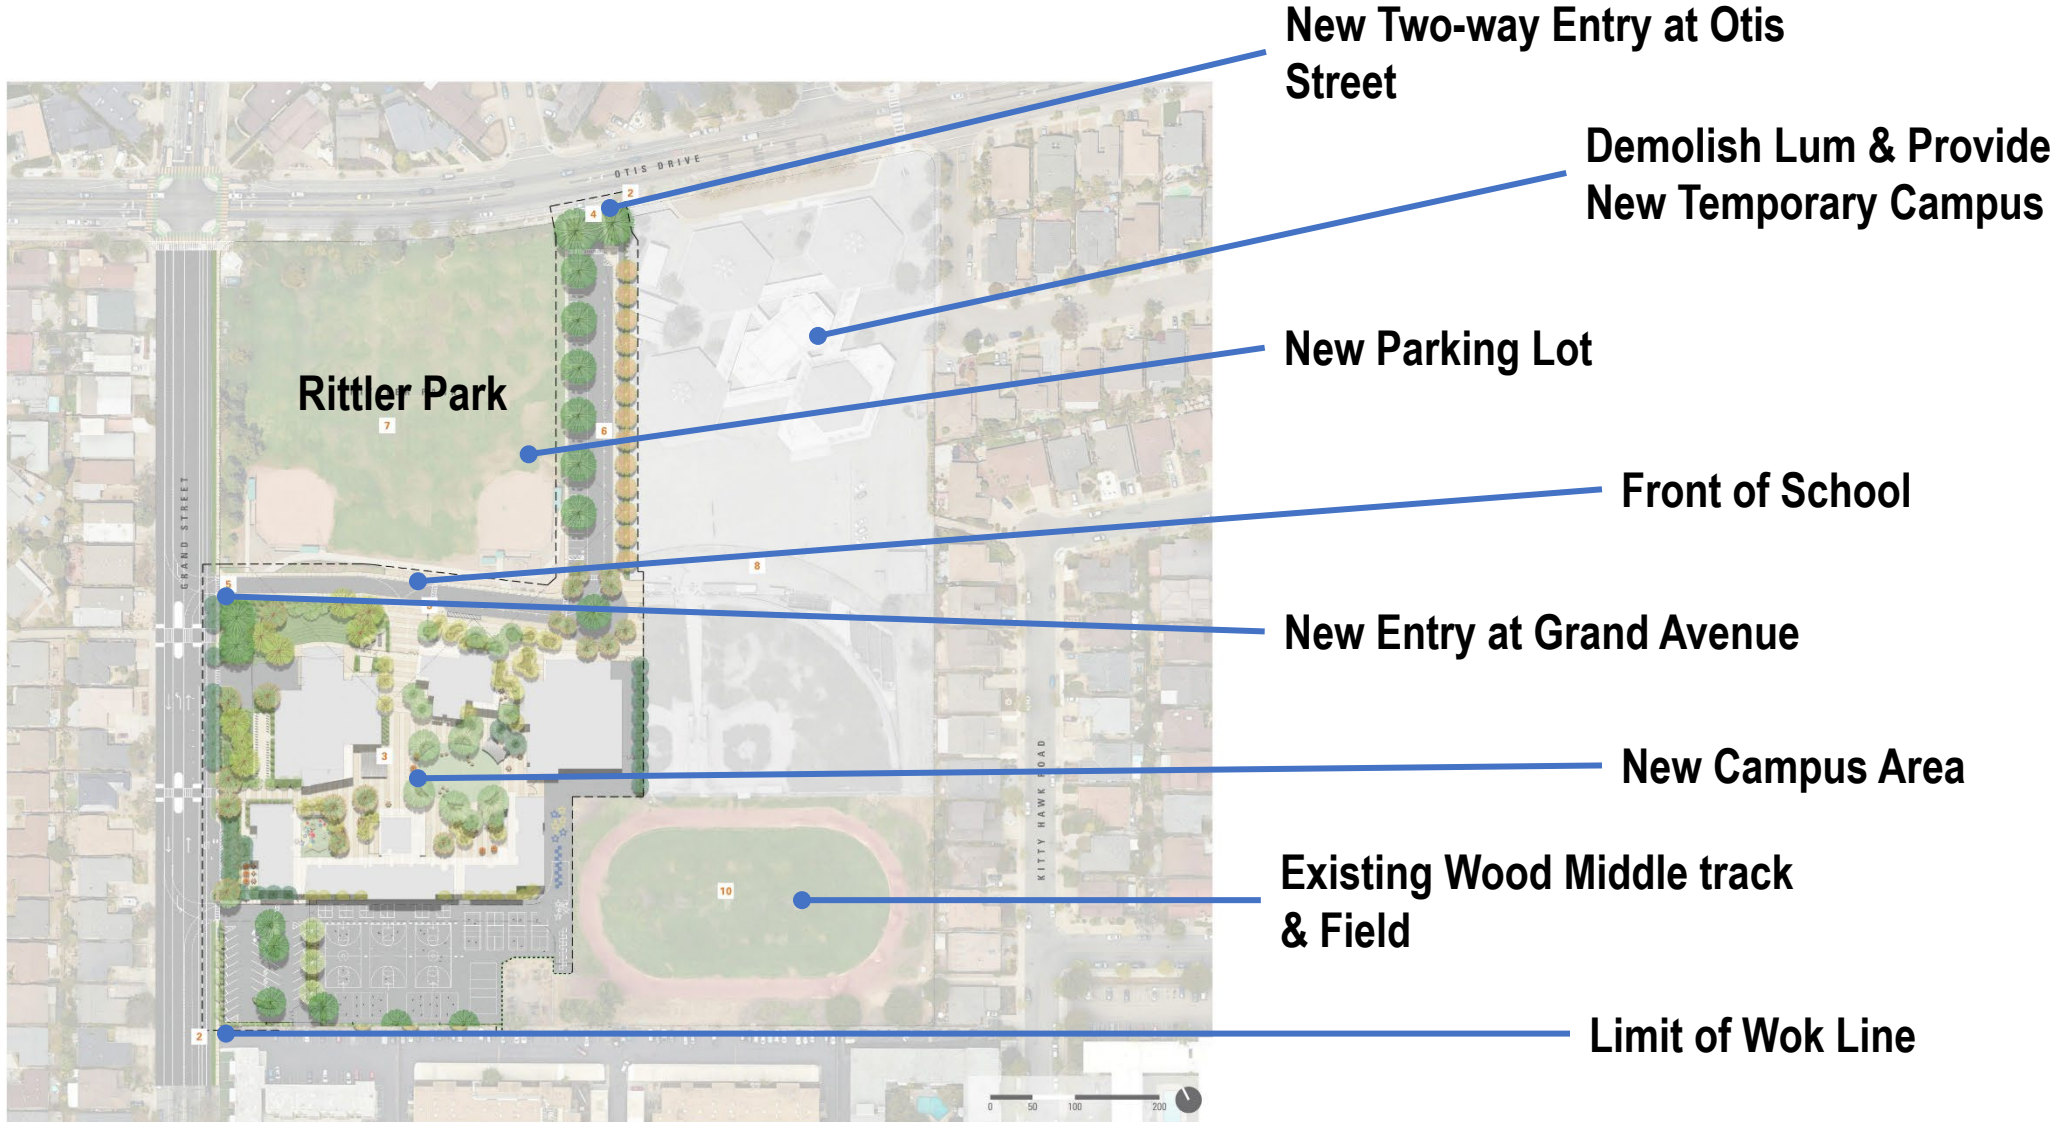 New Two-way Entry at Otis
Street
Demolish Lum & Provide
New Temporary Campus
New Parking Lot
Front of School
New Entry at Grand Avenue
New Campus Area
Existing Wood Middle track
& Field
Limit of Wok Line
OTIS DRIVE
2
4
Rittler Park
7
6
GRAND STREET
8
5
3
KITTY HAWK ROAD
10
2
0 50 100 200